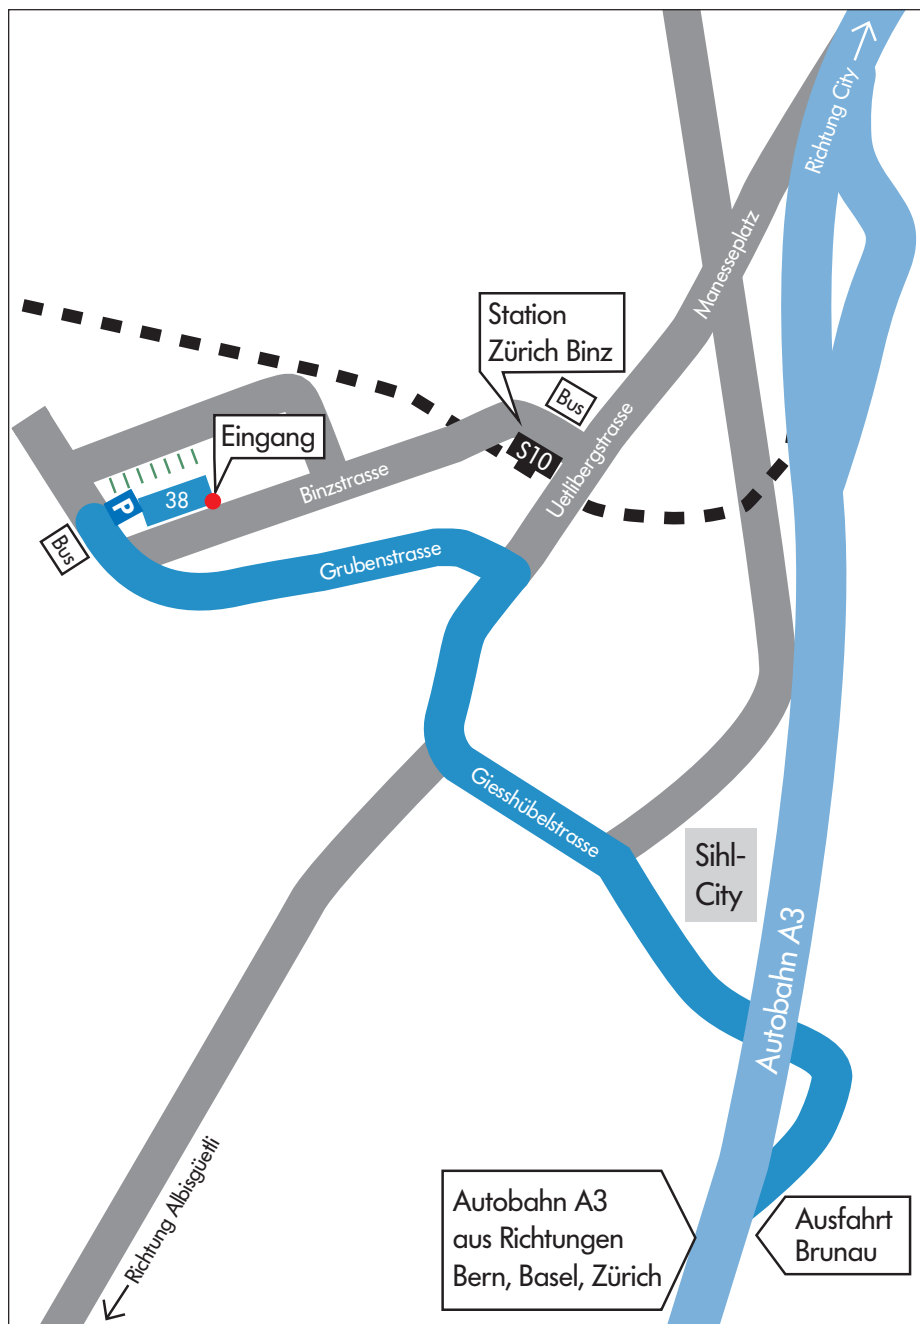 Richtung City
Manesseplatz
Station
Zürich Binz
Bus
Eingang
S10
Uetlibergstrasse
Binzstrasse
38
P
Bus
Grubenstrasse
Giesshübelstrasse
Sihl-
City
Autobahn A3
Richtung Albisgüetli
Autobahn A3
aus Richtungen
Bern, Basel, Zürich
Ausfahrt
Brunau